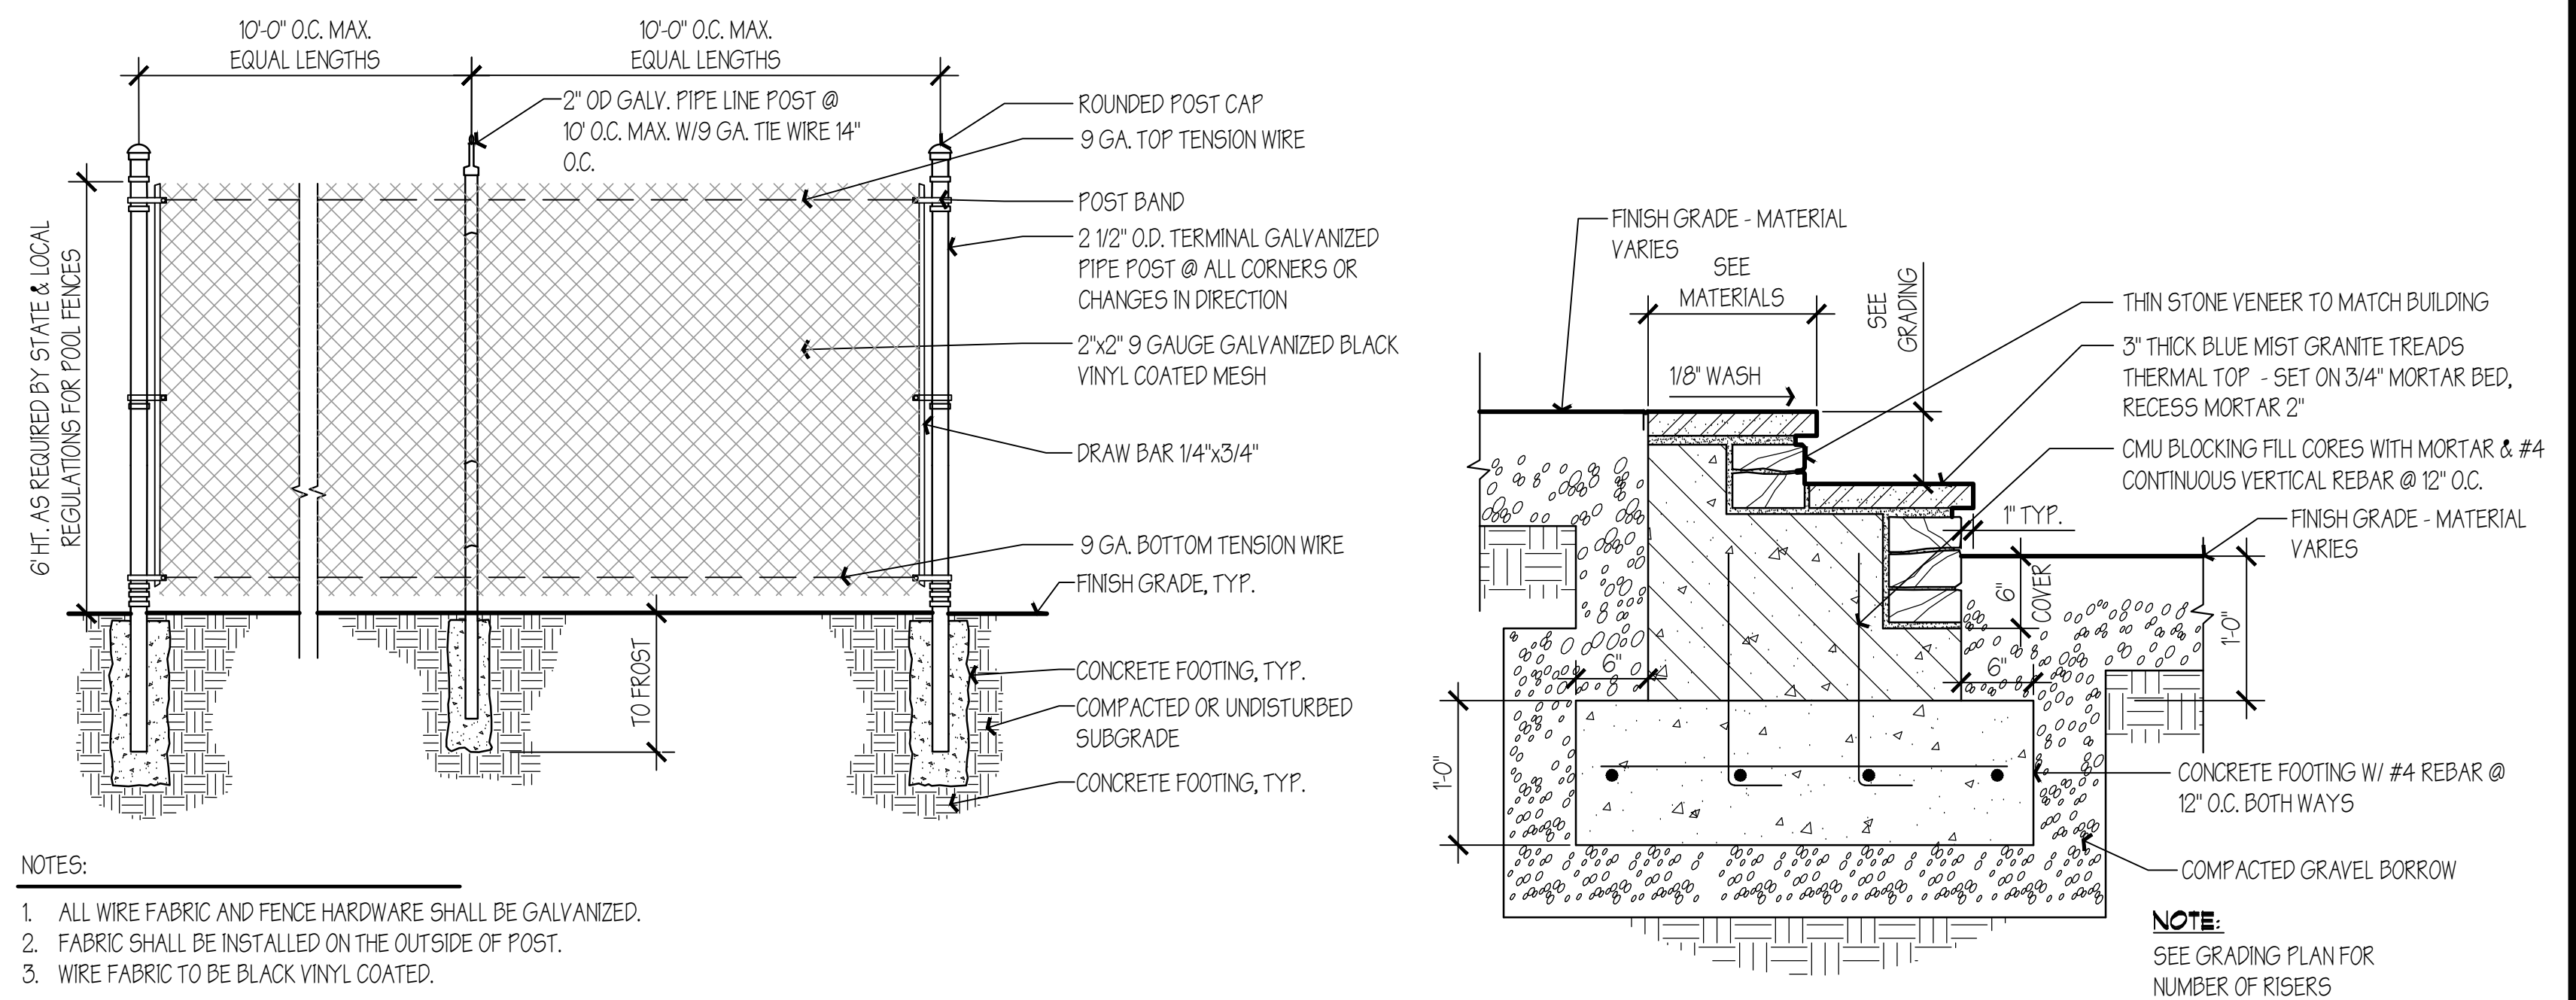 10'-0" O.C. MAX.
EQUAL LENGTHS
10'-0" O.C. MAX.
EQUAL LENGTHS
2" OD GALV. PIPE LINE POST @
10' O.C. MAX. W/9 GA. TIE WIRE 14"
O.C.
ROUNDED POST CAP
9 GA. TOP TENSION WIRE
POST BAND
2 1/2" O.D. TERMINAL GALVANIZED
PIPE POST @ ALL CORNERS OR
CHANGES IN DIRECTION
2"x2" 9 GAUGE GALVANIZED BLACK
VINYL COATED MESH
DRAW BAR 1/4"x3/4"
9 GA. BOTTOM TENSION WIRE
FINISH GRADE, TYP.
CONCRETE FOOTING, TYP.
COMPACTED OR UNDISTURBED
SUBGRADE
CONCRETE FOOTING, TYP.
6' HT. AS REQUIRED BY STATE & LOCAL
REGULATIONS FOR POOL FENCES
TO FROST
NOTES:
1. ALL WIRE FABRIC AND FENCE HARDWARE SHALL BE GALVANIZED.
2. FABRIC SHALL BE INSTALLED ON THE OUTSIDE OF POST.
3. WIRE FABRIC TO BE BLACK VINYL COATED.
FINISH GRADE - MATERIAL
VARIES
SEE
MATERIALS
SEE
GRADING
1/8" WASH
THIN STONE VENEER TO MATCH BUILDING
3" THICK BLUE MIST GRANITE TREADS
THERMAL TOP - SET ON 3/4" MORTAR BED,
RECESS MORTAR 2"
CMU BLOCKING FILL CORES WITH MORTAR & #4
CONTINUOUS VERTICAL REBAR @ 12" O.C.
1" TYP.
FINISH GRADE - MATERIAL
VARIES
6"
COVER
1'-0"
6"
6"
1'-0"
CONCRETE FOOTING W/ #4 REBAR @
12" O.C. BOTH WAYS
COMPACTED GRAVEL BORROW
NOTE:
SEE GRADING PLAN FOR
NUMBER OF RISERS